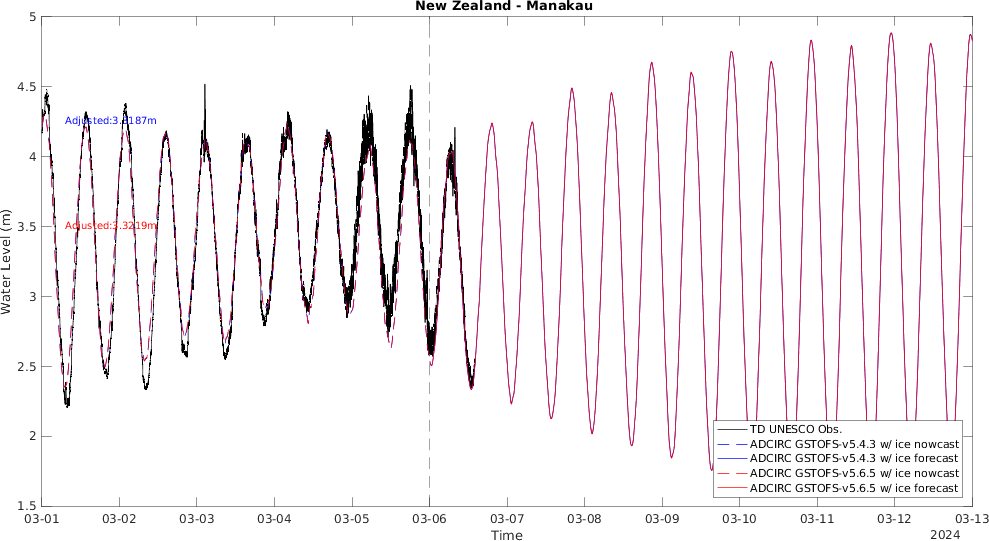 New Zealand - Manakau
5
4.5
4
3.5
3
2.5
2
1.5
Water Level (m)
Adjusted:3.3187m
Adjusted:3.3219m
TD UNESCO Obs.
ADCIRC GSTOFS-v5.4.3 w/ ice nowcast
ADCIRC GSTOFS-v5.4.3 w/ ice forecast
ADCIRC GSTOFS-v5.6.5 w/ ice nowcast
ADCIRC GSTOFS-v5.6.5 w/ ice forecast
03-01 03-02 03-03 03-04 03-05 03-06 03-07 03-08 03-09 03-10 03-11 03-12 03-13
Time
2024